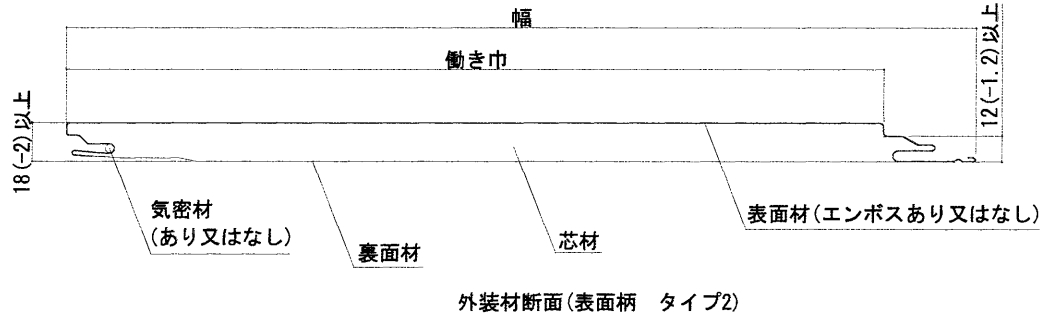 幅
働き巾
18(-2)以上
12(-1.2)以上
気密材
(あり又はなし)
裏面材
芯材
表面材(エンボスあり又はなし)
外装材断面(表面柄 タイプ2)